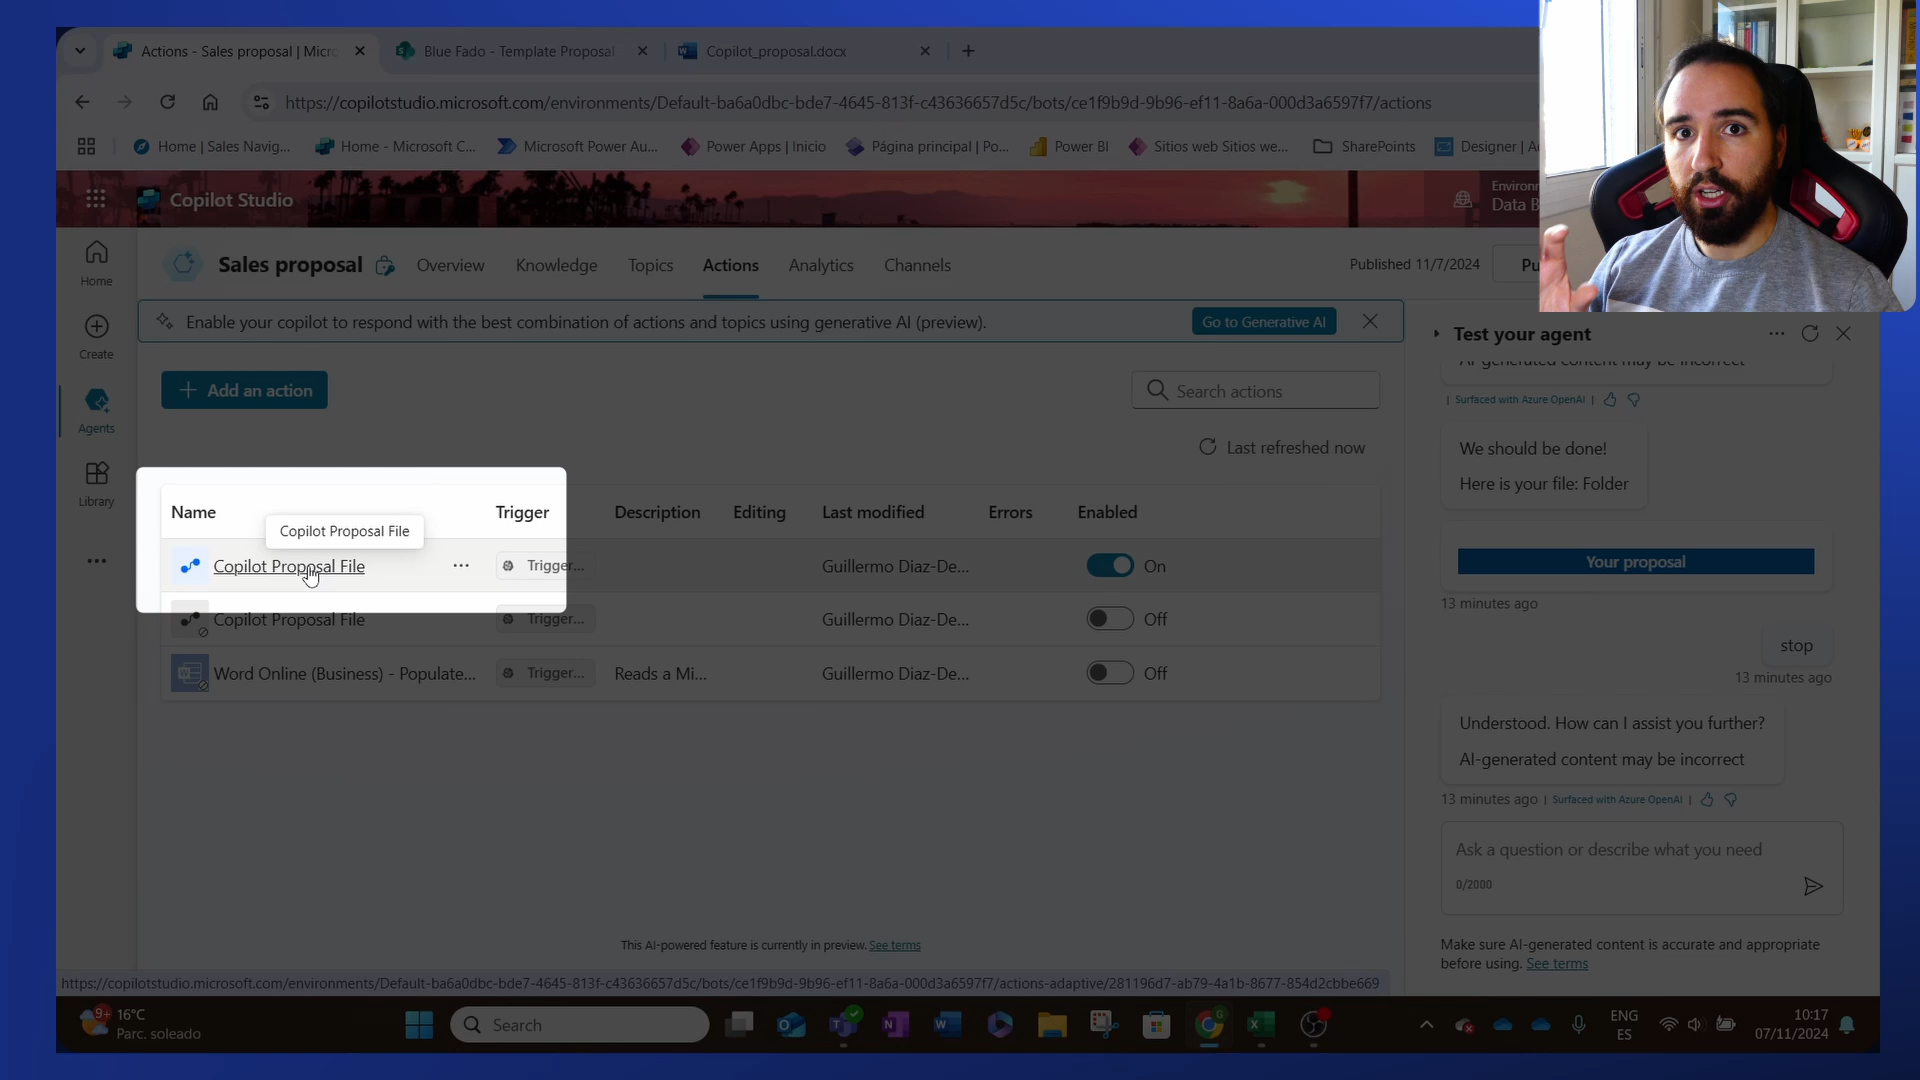 Actions - Sales proposal | Micro
Blue Fado - Template Proposal
Copilot_proposal.docx
https://copilotstudio.microsoft.com/environments/Default-ba6a0dbc-bde7-4645-813f-c43636657d5c/bots/ce1f9b9d-9b96-ef11-8a6a-000d3a6597f7/actions
Home | Sales Navig...
Home - Microsoft C...
Microsoft Power Au...
Power Apps | Inicio
Página principal | Po...
Power BI
Sitios web Sitios we...
SharePoints
Designer |
Copilot Studio
Environ
Data B
Home
Create
Agents
Library
Sales proposal
Overview
Knowledge
Topics
Actions
Analytics
Channels
Published 11/7/2024
Pu
Enable your copilot to respond with the best combination of actions and topics using generative AI (preview).
Go to Generative AI
Add an action
Search actions
Last refreshed now
Name Trigger Description Editing Last modified Errors Enabled
Copilot Proposal File
Copilot Proposal File Trigger... Guillermo Diaz-De... On
Copilot Proposal File Trigger... Guillermo Diaz-De... Off
Word Online (Business) - Populate... Trigger... Reads a Mi... Guillermo Diaz-De... Off
This AI-powered feature is currently in preview. See terms
Test your agent
AI-generated content may be incorrect
| Surfaced with Azure OpenAI |
We should be done!
Here is your file: Folder
Your proposal
13 minutes ago
stop
13 minutes ago
Understood. How can I assist you further?
AI-generated content may be incorrect
13 minutes ago | Surfaced with Azure OpenAI |
Ask a question or describe what you need
0/2000
Make sure AI-generated content is accurate and appropriate
before using. See terms
https://copilotstudio.microsoft.com/environments/Default-ba6a0dbc-bde7-4645-813f-c43636657d5c/bots/ce1f9b9d-9b96-ef11-8a6a-000d3a6597f7/actions-adaptive/281196d7-ab79-4a1b-8677-854d2cbbe669
9+
16°C
Parc. soleado
Search
ENG
ES
10:17
07/11/2024